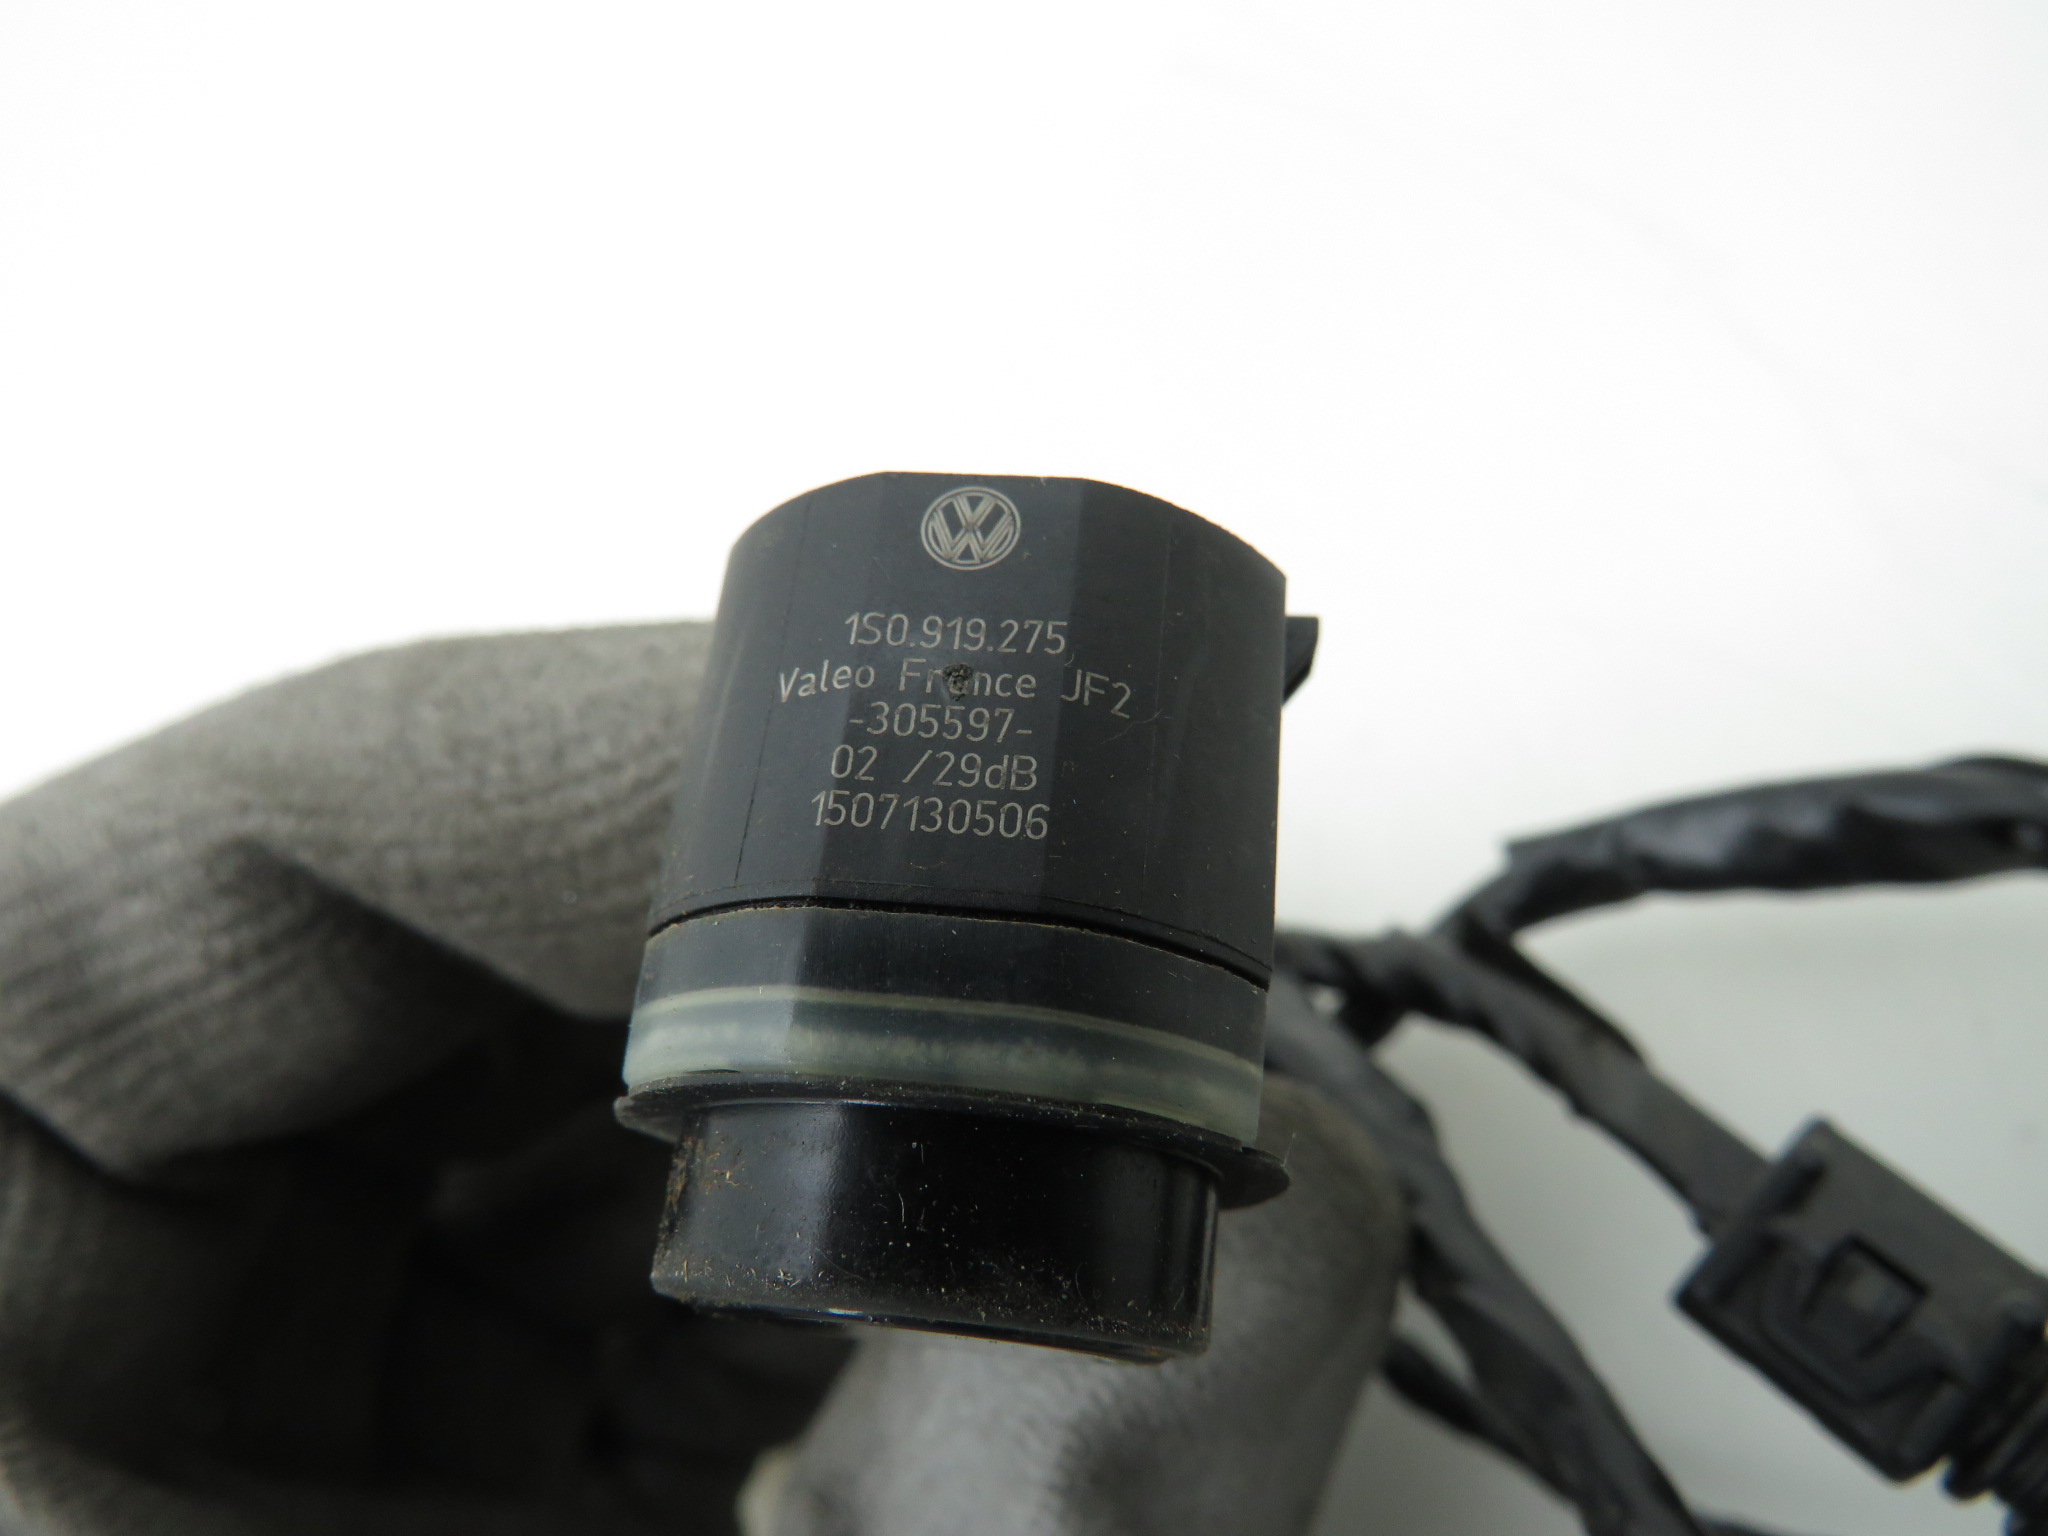 1S0.919.275
Valeo France JF2
-305597-
02 /29dB
1507130506